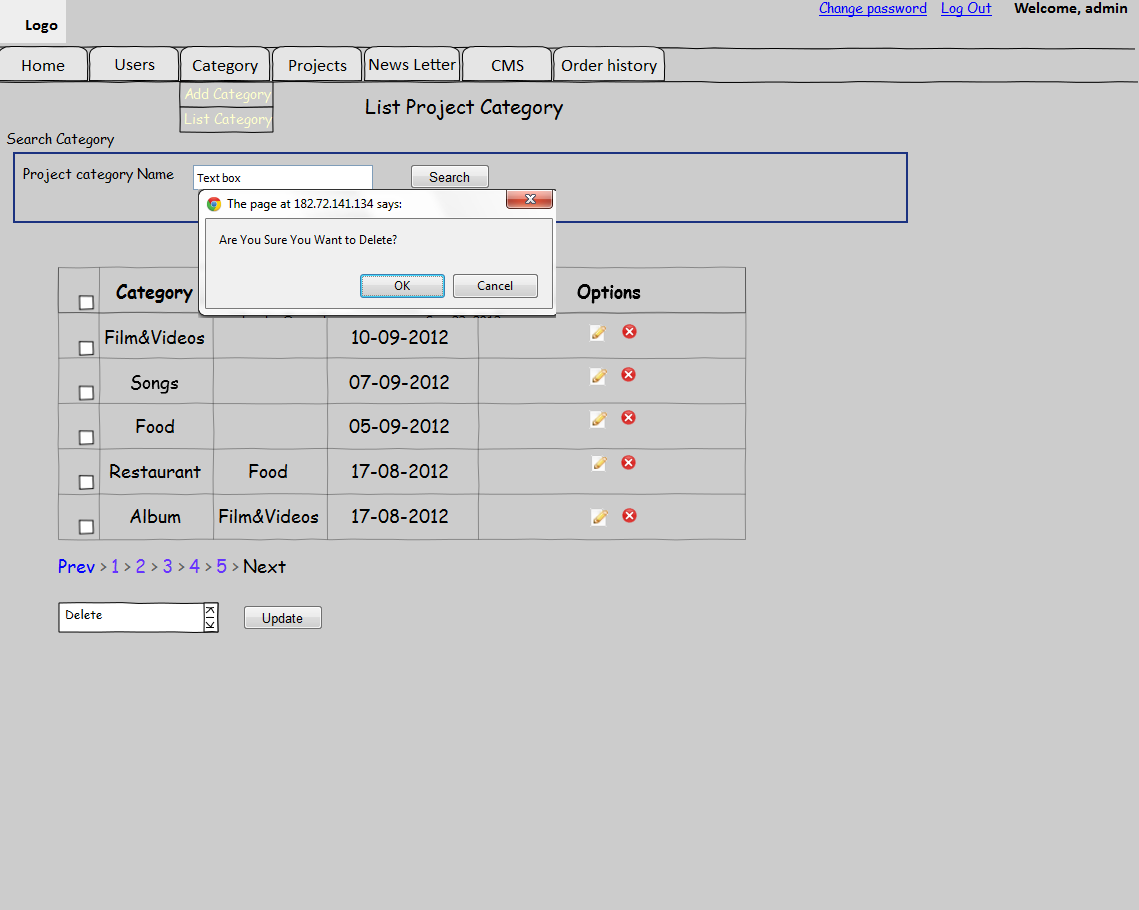 Change password Log Out Welcome, admin
Logo
Home Users Category Projects News Letter CMS Order history
Add Category
List Category
List Project Category
Search Category
Project category Name Text box Search
The page at 182.72.141.134 says:
Are You Sure You Want to Delete?
OK Cancel
Category Options
Film&Videos 10-09-2012
Songs 07-09-2012
Food 05-09-2012
Restaurant Food 17-08-2012
Album Film&Videos 17-08-2012
Prev > 1 > 2 > 3 > 4 > 5 > Next
Delete Update